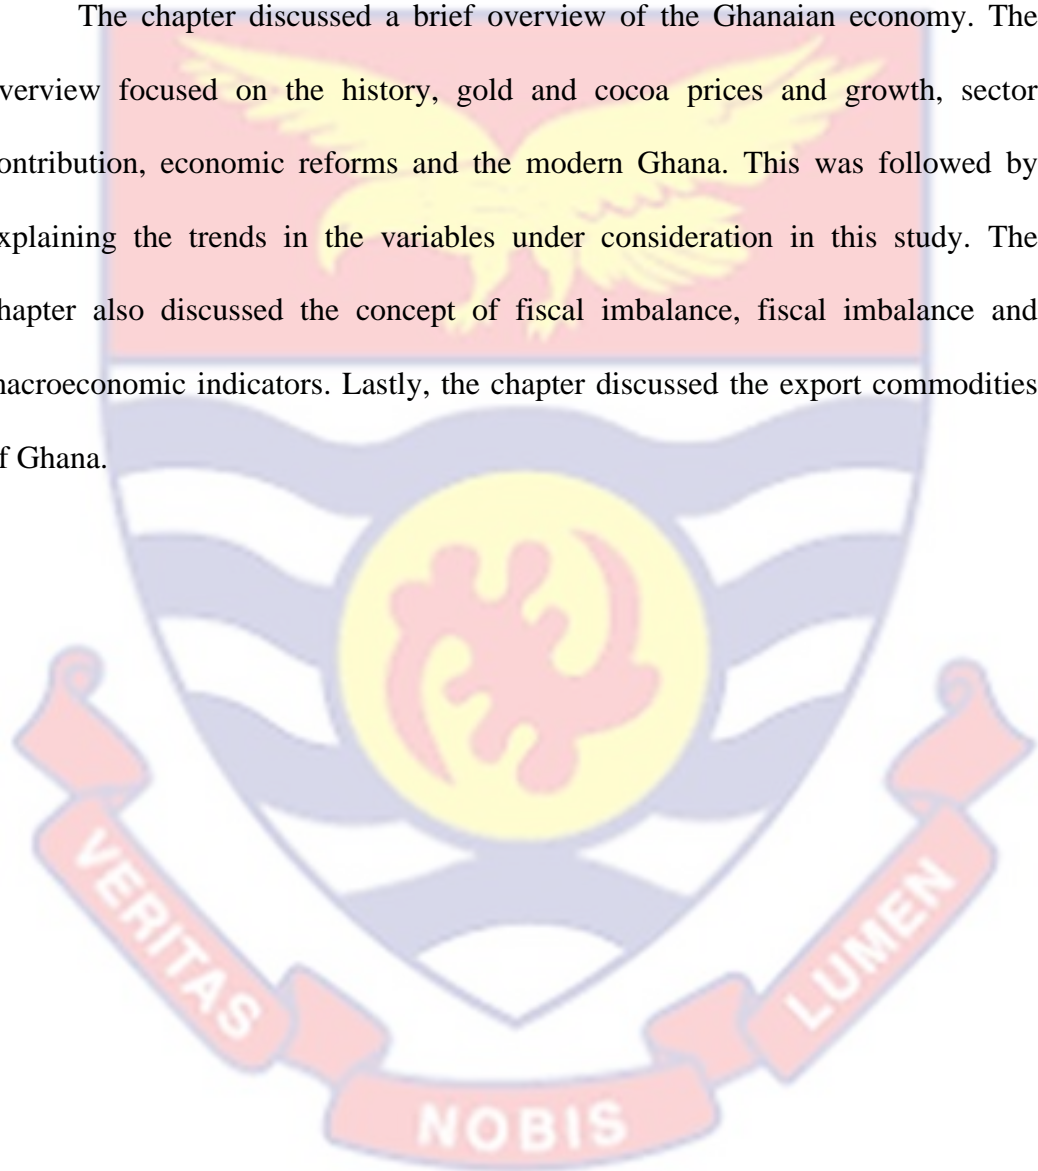 The chapter discussed a brief overview of the Ghanaian economy. The
verview focused on the history, gold and cocoa prices and growth, sector
ontribution, economic reforms and the modern Ghana. This was followed by
xplaining the trends in the variables under consideration in this study. The
hapter also discussed the concept of fiscal imbalance, fiscal imbalance and
nacroeconomic indicators. Lastly, the chapter discussed the export commodities
f Ghana.
VERITAS
NOBIS
LUMEN